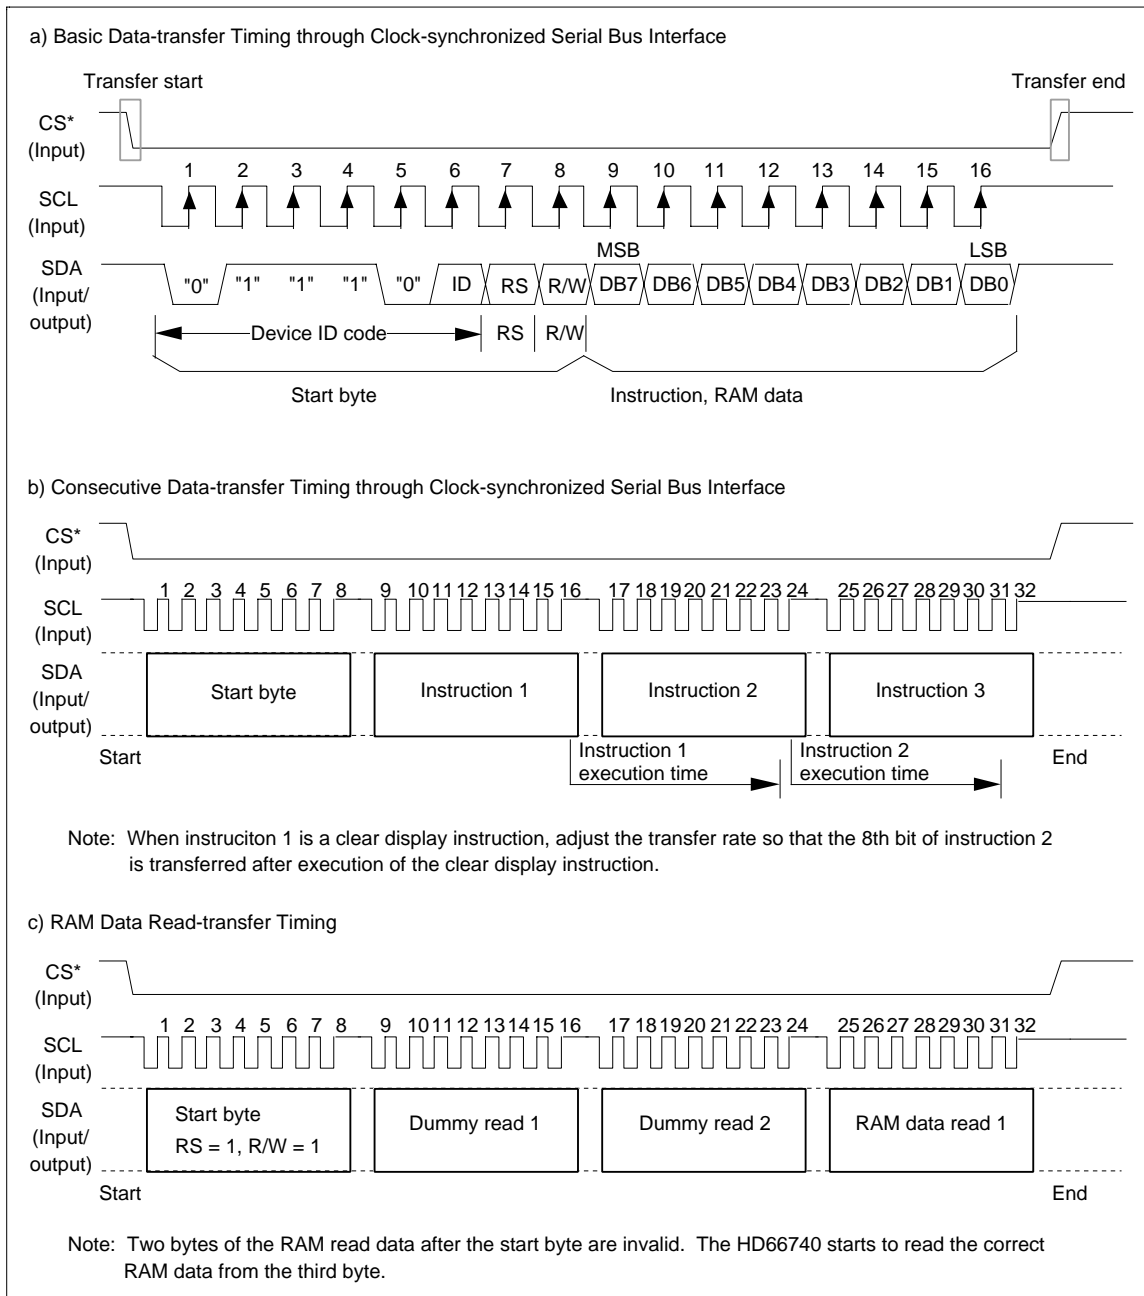 a) Basic Data-transfer Timing through Clock-synchronized Serial Bus Interface
Transfer start
Transfer end
CS*
(Input)
1 2 3 4 5 6 7 8 9 10 11 12 13 14 15 16
SCL
(Input)
MSB LSB
SDA
(Input/
output)
"0" "1" "1" "1" "0" ID RS R/W DB7 DB6 DB5 DB4 DB3 DB2 DB1 DB0
Device ID code RS R/W
Start byte
Instruction, RAM data
b) Consecutive Data-transfer Timing through Clock-synchronized Serial Bus Interface
CS*
(Input)
1 2 3 4 5 6 7 8 9 10 11 12 13 14 15 16 17 18 19 20 21 22 23 24 25 26 27 28 29 30 31 32
SCL
(Input)
SDA
(Input/
output)
Start byte
Instruction 1
Instruction 2
Instruction 3
Start
Instruction 1
execution time
Instruction 2
execution time
End
Note: When instruciton 1 is a clear display instruction, adjust the transfer rate so that the 8th bit of instruction 2
is transferred after execution of the clear display instruction.
c) RAM Data Read-transfer Timing
CS*
(Input)
1 2 3 4 5 6 7 8 9 10 11 12 13 14 15 16 17 18 19 20 21 22 23 24 25 26 27 28 29 30 31 32
SCL
(Input)
SDA
(Input/
output)
Start byte
RS = 1, R/W = 1
Dummy read 1
Dummy read 2
RAM data read 1
Start
End
Note: Two bytes of the RAM read data after the start byte are invalid. The HD66740 starts to read the correct
RAM data from the third byte.